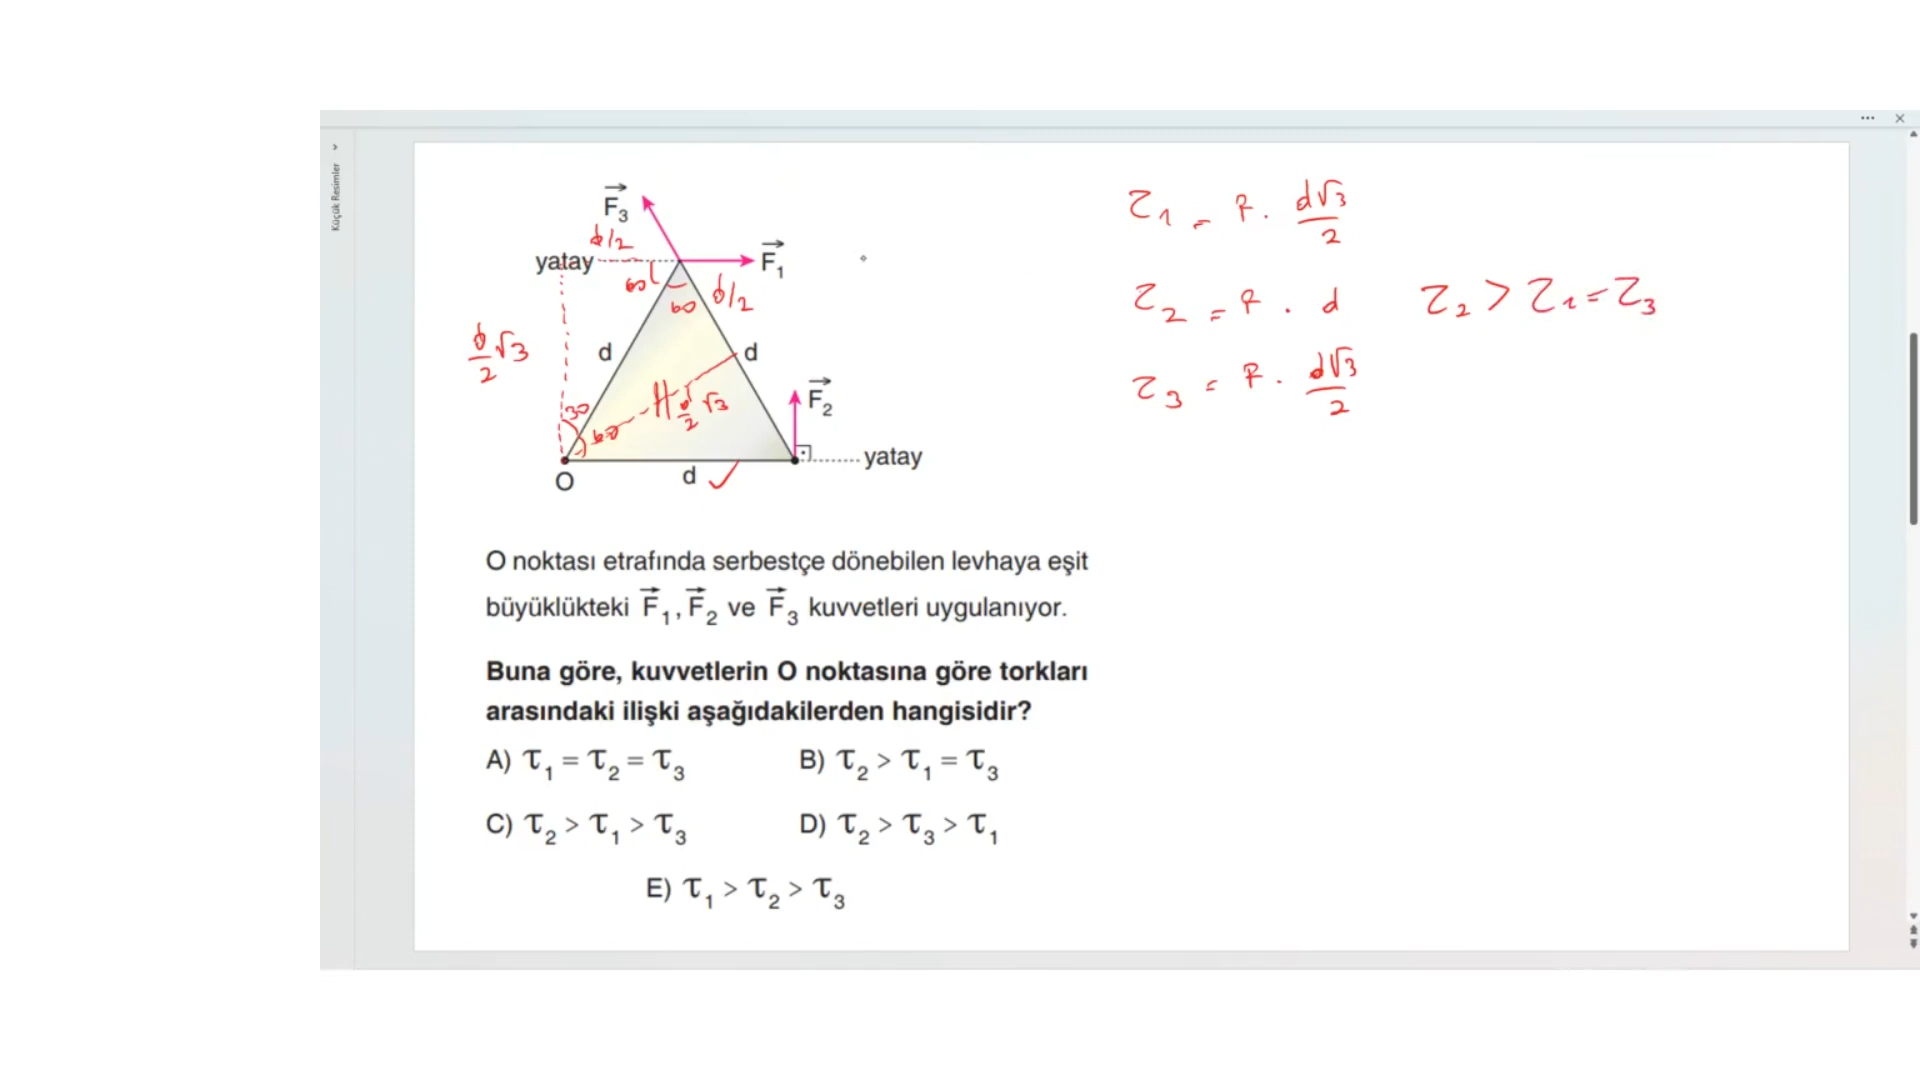 Küçük Resimler
F₃
d/2
yatay
F₁
60
60
d/2
d/2 √3
d
d
F₂
30
60
H d/2 √3
yatay
O
d
τ₁ = F . d√3/2
τ₂ = F . d
τ₂ > τ₁ = τ₃
τ₃ = F . d√3/2
O noktası etrafında serbestçe dönebilen levhaya eşit
büyüklükteki F₁, F₂ ve F₃ kuvvetleri uygulanıyor.
Buna göre, kuvvetlerin O noktasına göre torkları
arasındaki ilişki aşağıdakilerden hangisidir?
A) τ₁ = τ₂ = τ₃
B) τ₂ > τ₁ = τ₃
C) τ₂ > τ₁ > τ₃
D) τ₂ > τ₃ > τ₁
E) τ₁ > τ₂ > τ₃